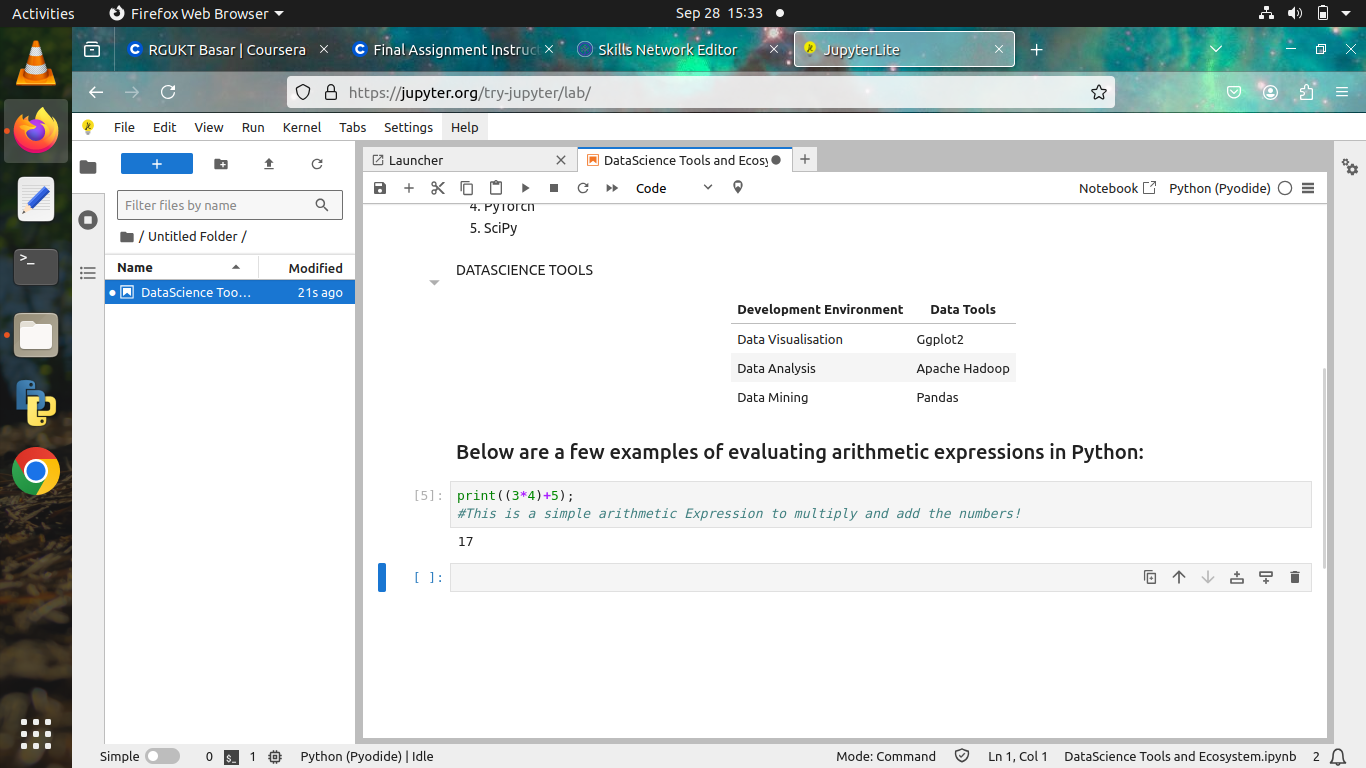 Activities Firefox Web Browser Sep 28 15:33
RGUKT Basar | Coursera Final Assignment Instruc Skills Network Editor JupyterLite
https://jupyter.org/try-jupyter/lab/
File Edit View Run Kernel Tabs Settings Help
+ Launcher DataScience Tools and Ecosy
Code Notebook Python (Pyodide)
Filter files by name
/ Untitled Folder /
Name Modified
DataScience Too… 21s ago
4. PyTorch
5. SciPy
DATASCIENCE TOOLS
Development Environment Data Tools
Data Visualisation Ggplot2
Data Analysis Apache Hadoop
Data Mining Pandas
Below are a few examples of evaluating arithmetic expressions in Python:
[5]: print((3*4)+5);
#This is a simple arithmetic Expression to multiply and add the numbers!
17
[ ]:
Simple 0 $_ 1 Python (Pyodide) | Idle Mode: Command Ln 1, Col 1 DataScience Tools and Ecosystem.ipynb 2